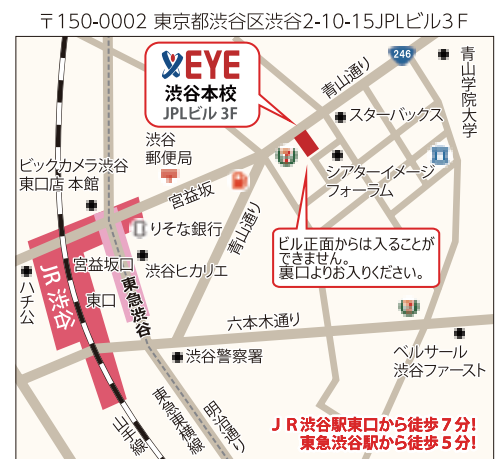 〒150-0002 東京都渋谷区渋谷2-10-15JPLビル3F
EYE
渋谷本校
JPLビル 3F
246
青山通り
青山学院大学
スターバックス
渋谷
郵便局
シアターイメージ
フォーラム
ビックカメラ渋谷
東口店 本館
宮益坂
りそな銀行
青山通り
ビル正面からは入ることが
できません。
裏口よりお入りください。
宮益坂口
渋谷ヒカリエ
JR 渋谷
東急渋谷
ハチ公
東口
六本木通り
渋谷警察署
ベルサール
渋谷ファースト
山手線
東急東横線
明治通り
JR渋谷駅東口から徒歩7分!
東急渋谷駅から徒歩5分!